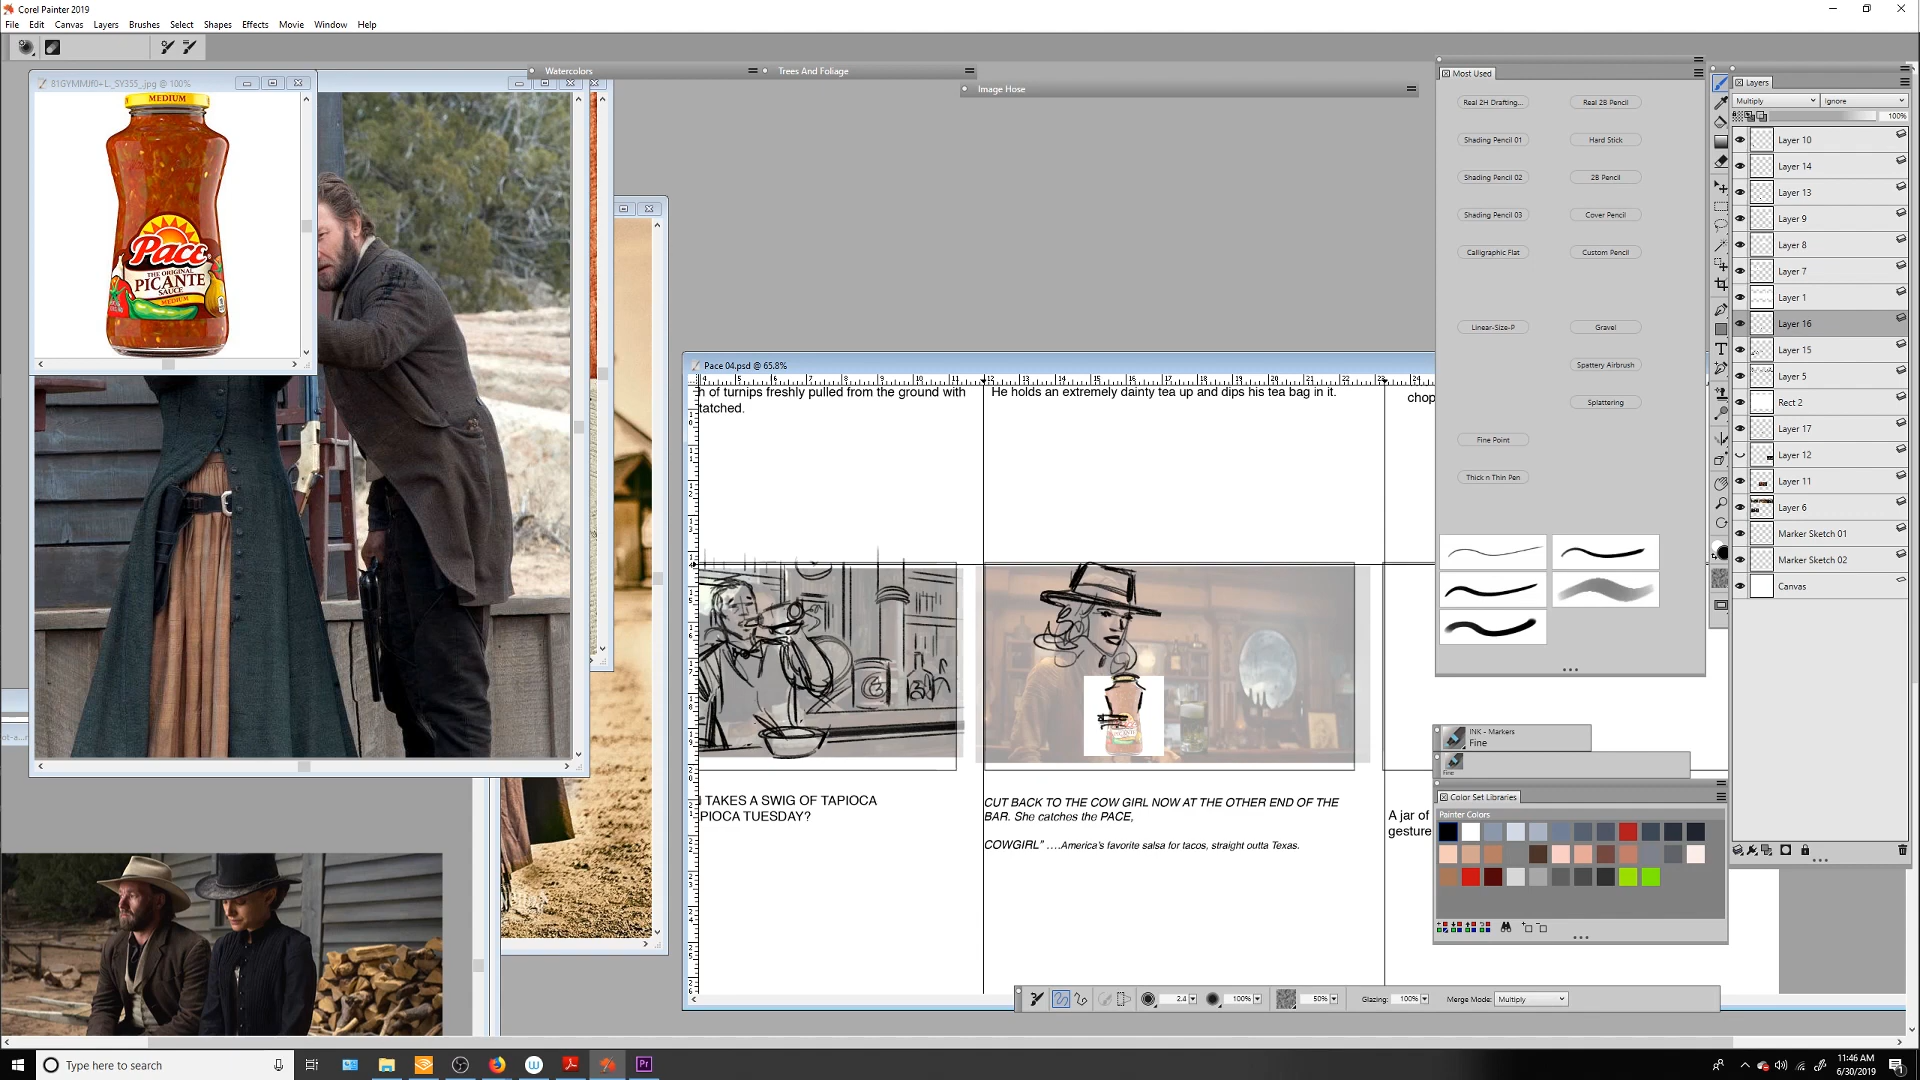 Corel Painter 2019
File Edit Canvas Layers Brushes Select Shapes Effects Movie Window Help
Watercolors
Trees And Foliage
Image Hose
MEDIUM
Pace
THE ORIGINAL
PICANTE
SAUCE
MEDIUM
Pace 04.psd @ 65.8%
h of turnips freshly pulled from the ground with
tatched.
He holds an extremely dainty tea up and dips his tea bag in it.
chop
TAKES A SWIG OF TAPIOCA
PIOCA TUESDAY?
CUT BACK TO THE COW GIRL NOW AT THE OTHER END OF THE
BAR. She catches the PACE,
COWGIRL” ….America's favorite salsa for tacos, straight outta Texas.
A jar of
gesture
Most Used
Real 2H Drafting... Real 2B Pencil
Shading Pencil 01 Hard Stick
Shading Pencil 02 2B Pencil
Shading Pencil 03 Cover Pencil
Calligraphic Flat Custom Pencil
Linear-Size-P Gravel
Spattery Airbrush
Splattering
Fine Point
Thick n Thin Pen
INK - Markers
Fine
Fine
Color Set Libraries
Painter Colors
Layers
Multiply Ignore
100%
Layer 10
Layer 14
Layer 13
Layer 9
Layer 8
Layer 7
Layer 1
Layer 16
Layer 15
Layer 5
Rect 2
Layer 17
Layer 12
Layer 11
Layer 6
Marker Sketch 01
Marker Sketch 02
Canvas
2.4 100% 50% Glazing: 100% Merge Mode: Multiply
Type here to search
11:46 AM
6/30/2019